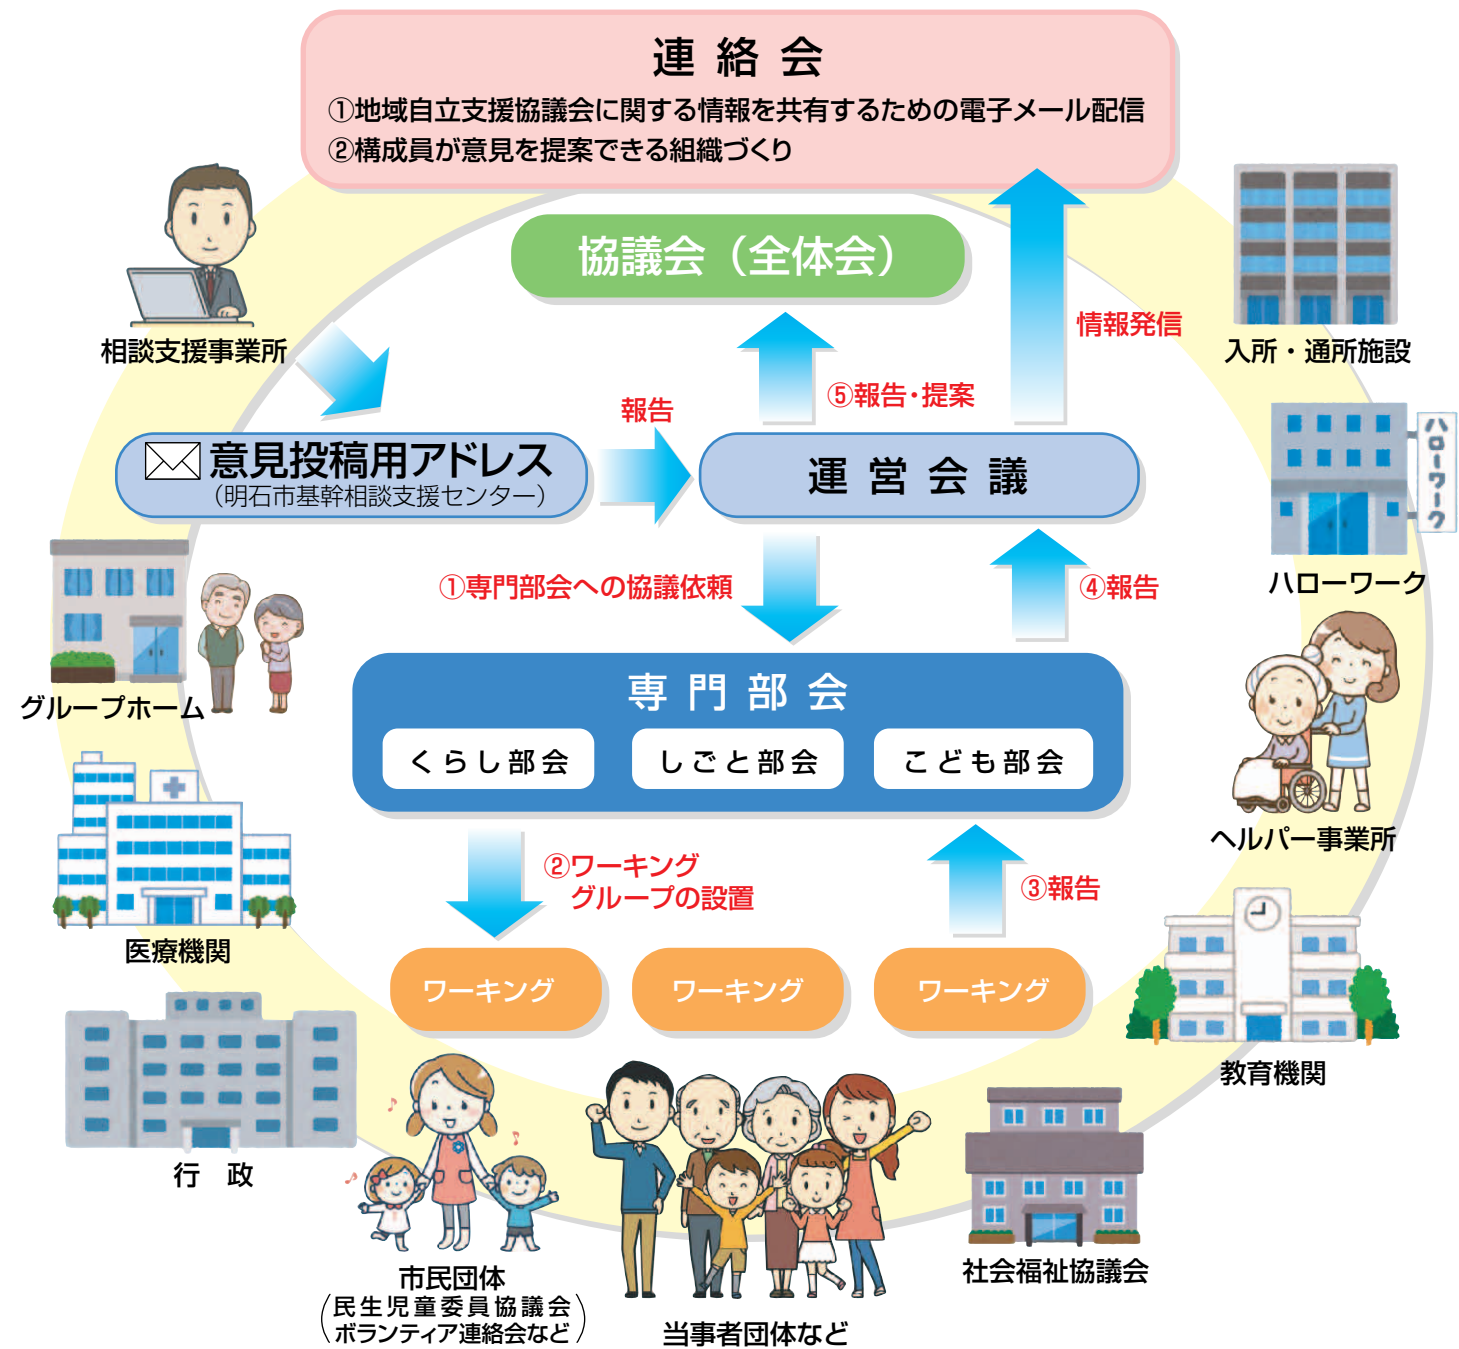 連絡会
①地域自立支援協議会に関する情報を共有するための電子メール配信
②構成員が意見を提案できる組織づくり
協議会（全体会）
相談支援事業所
入所・通所施設
情報発信
⑤報告・提案
報告
意見投稿用アドレス
（明石市基幹相談支援センター）
運営会議
ハローワーク
ハローワーク
①専門部会への協議依頼
④報告
グループホーム
専門部会
くらし部会
しごと部会
こども部会
ヘルパー事業所
②ワーキング
グループの設置
③報告
医療機関
ワーキング
ワーキング
ワーキング
教育機関
行　政
市民団体
（民生児童委員協議会
ボランティア連絡会など）
当事者団体など
社会福祉協議会